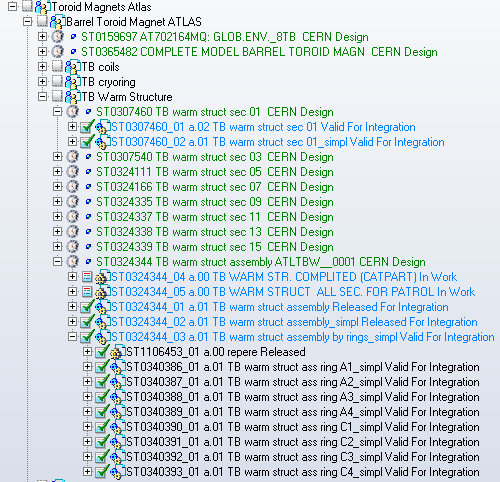 Toroid Magnets Atlas
Barrel Toroid Magnet ATLAS
ST0159697 AT702164MQ: GLOB.ENV._8TB CERN Design
ST0365482 COMPLETE MODEL BARREL TOROID MAGN CERN Design
TB coils
TB cryoring
TB Warm Structure
ST0307460 TB warm struct sec 01 CERN Design
ST0307460_01 a.02 TB warm struct sec 01 Valid For Integration
ST0307460_02 a.01 TB warm struct sec 01_simpl Valid For Integration
ST0307540 TB warm struct sec 03 CERN Design
ST0324111 TB warm struct sec 05 CERN Design
ST0324166 TB warm struct sec 07 CERN Design
ST0324335 TB warm struct sec 09 CERN Design
ST0324337 TB warm struct sec 11 CERN Design
ST0324338 TB warm struct sec 13 CERN Design
ST0324339 TB warm struct sec 15 CERN Design
ST0324344 TB warm struct assembly ATLTBW__0001 CERN Design
ST0324344_04 a.00 TB WARM STR. COMPLITED (CATPART) In Work
ST0324344_05 a.00 TB WARM STRUCT ALL SEC. FOR PATROL In Work
ST0324344_01 a.01 TB warm struct assembly Released For Integration
ST0324344_02 a.01 TB warm struct assembly_simpl Released For Integration
ST0324344_03 a.01 TB warm struct assembly by rings_simpl Valid For Integration
ST1106453_01 a.00 repere Released
ST0340386_01 a.01 TB warm struct ass ring A1_simpl Valid For Integration
ST0340387_01 a.01 TB warm struct ass ring A2_simpl Valid For Integration
ST0340388_01 a.01 TB warm struct ass ring A3_simpl Valid For Integration
ST0340389_01 a.01 TB warm struct ass ring A4_simpl Valid For Integration
ST0340390_01 a.01 TB warm struct ass ring C1_simpl Valid For Integration
ST0340391_01 a.01 TB warm struct ass ring C2_simpl Valid For Integration
ST0340392_01 a.01 TB warm struct ass ring C3_simpl Valid For Integration
ST0340393_01 a.01 TB warm struct ass ring C4_simpl Valid For Integration